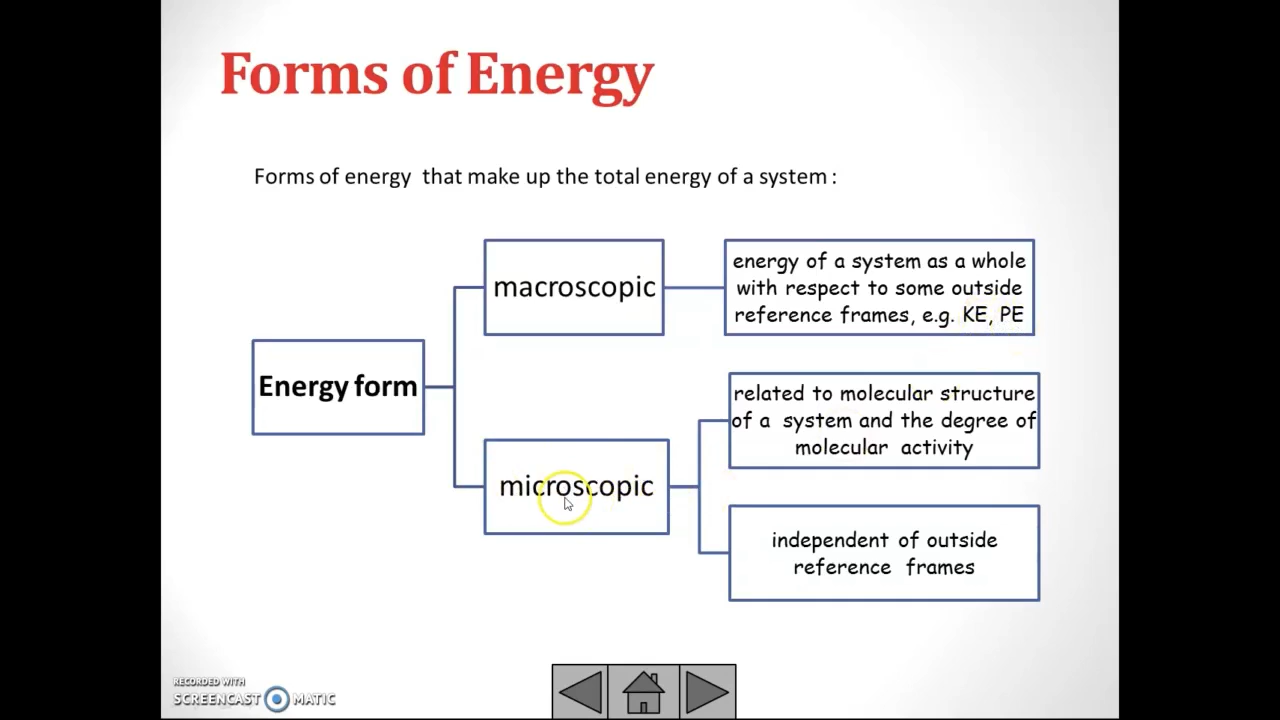 Forms of Energy
Forms of energy that make up the total energy of a system :
macroscopic
energy of a system as a whole
with respect to some outside
reference frames, e.g. KE, PE
Energy form
related to molecular structure
of a system and the degree of
molecular activity
microscopic
independent of outside
reference frames
RECORDED WITH
SCREENCAST MATIC